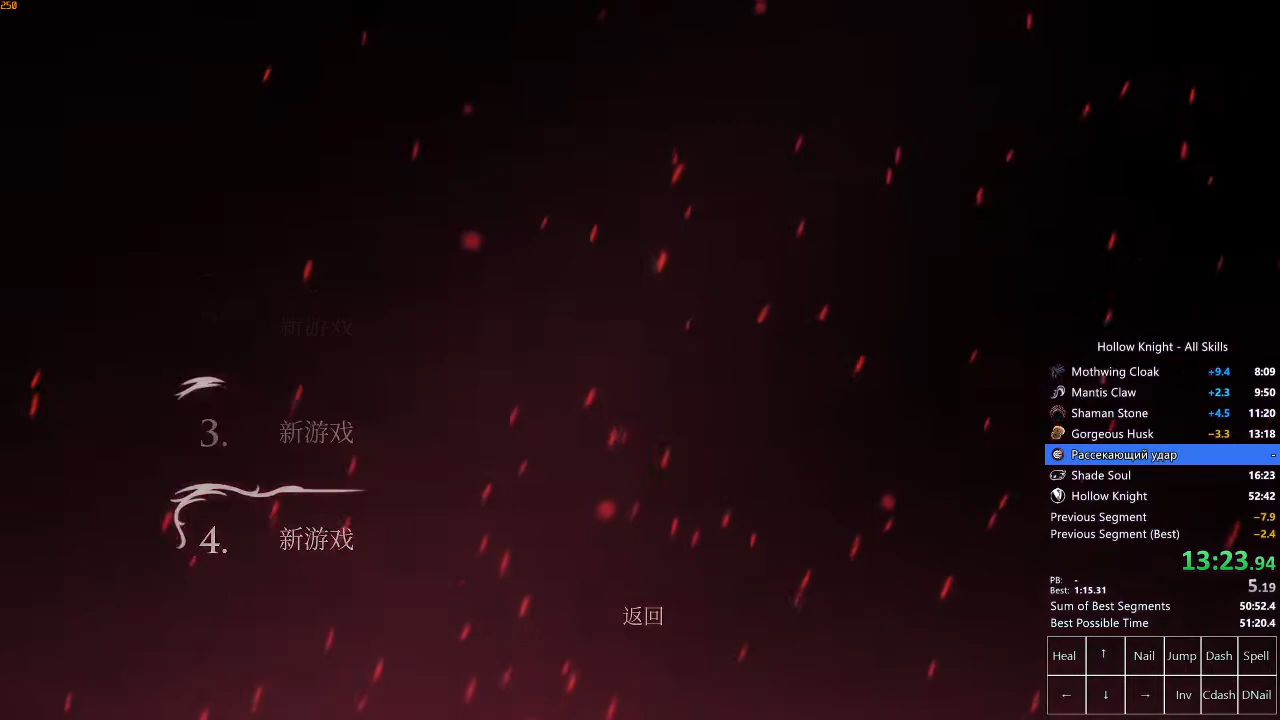 250
新游戏
3. 新游戏
4. 新游戏
返回
Hollow Knight - All Skills
Mothwing Cloak +9.4 8:09
Mantis Claw +2.3 9:50
Shaman Stone +4.5 11:20
Gorgeous Husk −3.3 13:18
Рассекающий удар -
Shade Soul 16:23
Hollow Knight 52:42
Previous Segment −7.9
Previous Segment (Best) −2.4
13:23.94
PB: - 5.19
Best: 1:15.31
Sum of Best Segments 50:52.4
Best Possible Time 51:20.4
Heal ↑ Nail Jump Dash Spell
← ↓ → Inv Cdash DNail